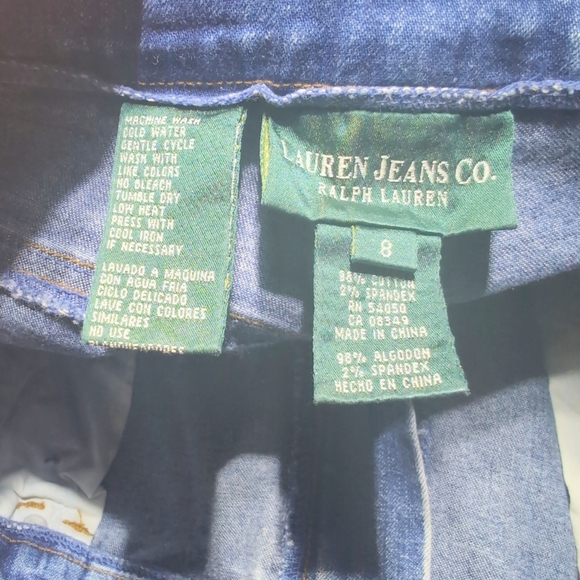 MACHINE WASH
COLD WATER
GENTLE CYCLE
WASH WITH
LIKE COLORS
NO BLEACH
TUMBLE DRY
LOW HEAT
PRESS WITH
COOL IRON
IF NECESSARY
LAVADO A MAQUINA
CON AGUA FRIA
CICLO DELICADO
LAVE CON COLORES
SIMILARES
NO USE
BLANQUEADORES
LAUREN JEANS CO.
RALPH LAUREN
8
98% COTTON
2% SPANDEX
RN 54050
CA 08349
MADE IN CHINA
98% ALGODON
2% SPANDEX
HECHO EN CHINA